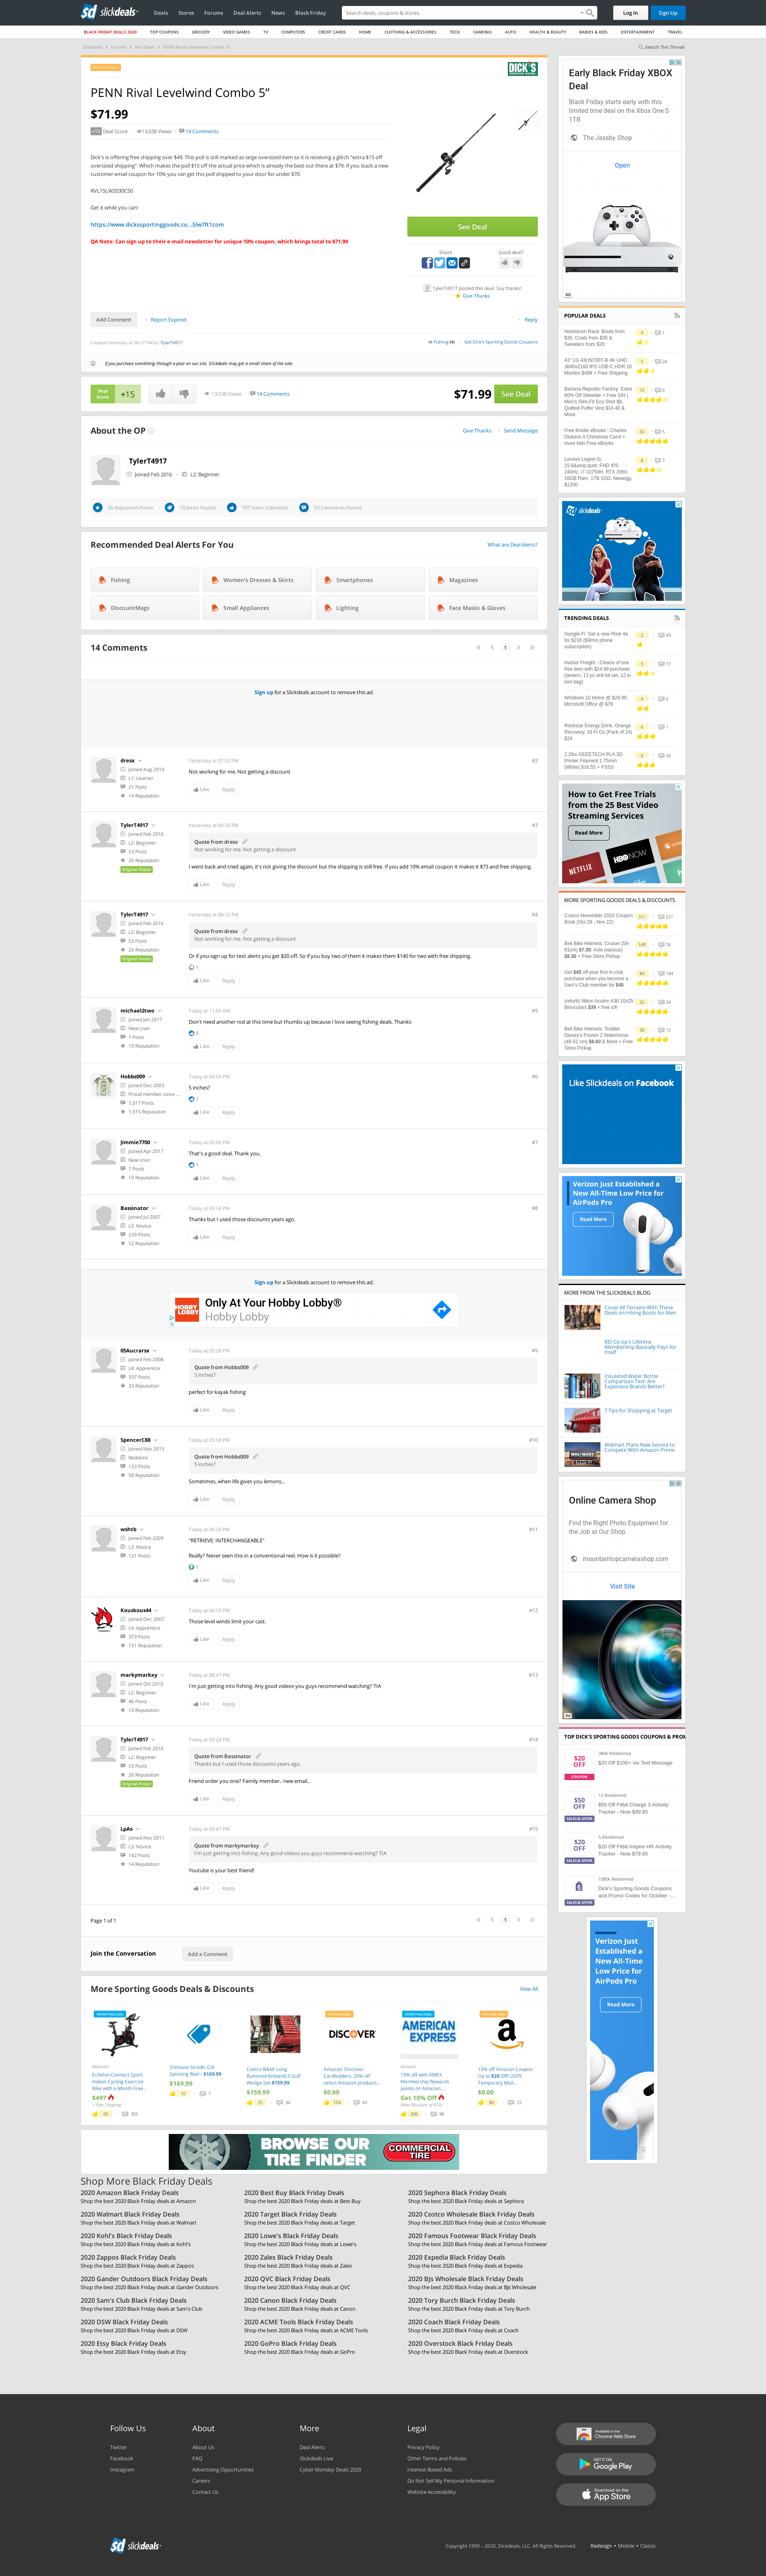 slickdeals
Deals Stores Forums Deal Alerts News Black Friday
Search deals, coupons & stores
Log In Sign Up
BLACK FRIDAY DEALS 2020 TOP COUPONS GROCERY VIDEO GAMES TV COMPUTERS CREDIT CARDS HOME CLOTHING & ACCESSORIES TECH CAMERAS AUTO HEALTH & BEAUTY BABIES & KIDS ENTERTAINMENT TRAVEL
Slickdeals Forums Hot Deals PENN Rival Levelwind Combo 5"
Search This Thread
DICK'S
PENN Rival Levelwind Combo 5”
$71.99
+15 Deal Score 13,038 Views 14 Comments
Dick's is offering free shipping over $49. This poll is still marked as large oversized item so it is receiving a glitch "extra $15 off
oversized shipping". Which makes the poll $15 off the actual price which is already the best price out there at $79. If you stack a new
customer email coupon for 10% you can get this poll shipped to your door for under $70.
RVL15LW2030C50
Get it while you can!
https://www.dickssportinggoods.co...5lw7ft1com
QA Note: Can sign up to their e-mail newsletter for unique 10% coupon, which brings total to $71.99
See Deal
Share Good deal?
TylerT4917 posted this deal. Say thanks!
Give Thanks
Add Comment Report Expired Reply
Created Yesterday at 06:17 PM by TylerT4917
Fishing (4) Get Dick's Sporting Goods Coupons
If you purchase something through a post on our site, Slickdeals may get a small share of the sale.
Deal Score +15 13,038 Views 14 Comments $71.99 See Deal
About the OP
Give Thanks Send Message
TylerT4917
Joined Feb 2016 L2: Beginner
26 Reputation Points 10 Deals Posted 107 Votes Submitted 53 Comments Posted
Recommended Deal Alerts For You
What are Deal Alerts?
Fishing Women's Dresses & Skirts Smartphones Magazines
DiscountMags Small Appliances Lighting Face Masks & Gloves
14 Comments
1
Sign up for a Slickdeals account to remove this ad.
dresx
Joined Aug 2010
L1: Learner
21 Posts
14 Reputation
Yesterday at 07:02 PM #2
Not working for me. Not getting a discount
Like Reply
TylerT4917
Joined Feb 2016
L2: Beginner
53 Posts
26 Reputation
Original Poster
Yesterday at 08:30 PM #3
Quote from dresx
Not working for me. Not getting a discount
I went back and tried again, it's not giving the discount but the shipping is still free. If you add 10% email coupon it makes it $73 and free shipping.
Like Reply
TylerT4917
Joined Feb 2016
L2: Beginner
53 Posts
26 Reputation
Original Poster
Yesterday at 08:33 PM #4
Quote from dresx
Not working for me. Not getting a discount
Or if you sign up for text alerts you get $20 off. So if you buy two of them it makes them $140 for two with free shipping.
1
Like Reply
michael2two
Joined Jan 2017
New User
1 Posts
10 Reputation
Today at 11:05 AM #5
Don't need another rod at this time but thumbs up because I love seeing fishing deals. Thanks
5
Like Reply
Hobbs009
Joined Dec 2003
Proud member since ...
1,017 Posts
1,015 Reputation
Today at 04:59 PM #6
5 inches?
1
Like Reply
Jimmie7700
Joined Apr 2017
New User
7 Posts
10 Reputation
Today at 05:00 PM #7
That's a good deal. Thank you.
1
Like Reply
Bassinator
Joined Jul 2007
L3: Novice
233 Posts
52 Reputation
Today at 05:16 PM #8
Thanks but I used those discounts years ago.
Like Reply
Sign up for a Slickdeals account to remove this ad.
HOBBY LOBBY
Only At Your Hobby Lobby®
Hobby Lobby
05Aucrarsx
Joined Feb 2008
L4: Apprentice
337 Posts
33 Reputation
Today at 05:28 PM #9
Quote from Hobbs009
5 inches?
perfect for kayak fishing
Like Reply
SpencerC88
Joined Nov 2015
Reddons
133 Posts
58 Reputation
Today at 05:58 PM #10
Quote from Hobbs009
5 inches?
Sometimes, when life gives you lemons...
Like Reply
wshtb
Joined Feb 2009
L3: Novice
121 Posts
Today at 06:20 PM #11
"RETRIEVE: INTERCHANGEABLE"
Really? Never seen this in a conventional reel. How is it possible?
1
Like Reply
Kouskous44
Joined Dec 2007
L4: Apprentice
373 Posts
151 Reputation
Today at 06:50 PM #12
Those level winds limit your cast.
Like Reply
markymarkxy
Joined Oct 2010
L2: Beginner
46 Posts
10 Reputation
Today at 08:47 PM #13
I'm just getting into fishing. Any good videos you guys recommend watching? TIA
Like Reply
TylerT4917
Joined Feb 2016
L2: Beginner
53 Posts
26 Reputation
Original Poster
Today at 09:24 PM #14
Quote from Bassinator
Thanks but I used those discounts years ago.
Friend order you one? Family member.. new email...
Like Reply
LpAs
Joined Nov 2011
L3: Novice
142 Posts
14 Reputation
Today at 09:47 PM #15
Quote from markymarkxy
I'm just getting into fishing. Any good videos you guys recommend watching? TIA
Youtube is your best friend!
Like Reply
Page 1 of 1 1
Join the Conversation Add a Comment
More Sporting Goods Deals & Discounts View All
Walmart
Echelon Connect Sport
Indoor Cycling Exercise
Bike with 6-Month Free...
$497
+ Free Shipping
355
Shimano Stradic Ci4
Spinning Reel - $169.99
$169.99
7
Costco B&M: Long
Rumored Kirkland 3 Golf
Wedge Set $159.99
$159.99
25 34
DISCOVER
Amazon: Discover
Cardholders: 20% off
select Amazon products...
$0.00
154 43
AMERICAN EXPRESS
Amazon
10% off with AMEX
Membership Rewards
points on Amazon...
Get 10% Off
(Max Discount of $10)
300 98
10% off Amazon Coupon
Up to $20 Off! USPS
Temporary Mail...
$0.00
80 72
BROWSE OUR TIRE FINDER
COMMERCIAL TIRE
Shop More Black Friday Deals
2020 Amazon Black Friday Deals
Shop the best 2020 Black Friday deals at Amazon
2020 Best Buy Black Friday Deals
Shop the best 2020 Black Friday deals at Best Buy
2020 Sephora Black Friday Deals
Shop the best 2020 Black Friday deals at Sephora
2020 Walmart Black Friday Deals
Shop the best 2020 Black Friday deals at Walmart
2020 Target Black Friday Deals
Shop the best 2020 Black Friday deals at Target
2020 Costco Wholesale Black Friday Deals
Shop the best 2020 Black Friday deals at Costco Wholesale
2020 Kohl's Black Friday Deals
Shop the best 2020 Black Friday deals at Kohl's
2020 Lowe's Black Friday Deals
Shop the best 2020 Black Friday deals at Lowe's
2020 Famous Footwear Black Friday Deals
Shop the best 2020 Black Friday deals at Famous Footwear
2020 Zappos Black Friday Deals
Shop the best 2020 Black Friday deals at Zappos
2020 Zales Black Friday Deals
Shop the best 2020 Black Friday deals at Zales
2020 Expedia Black Friday Deals
Shop the best 2020 Black Friday deals at Expedia
2020 Gander Outdoors Black Friday Deals
Shop the best 2020 Black Friday deals at Gander Outdoors
2020 QVC Black Friday Deals
Shop the best 2020 Black Friday deals at QVC
2020 BJs Wholesale Black Friday Deals
Shop the best 2020 Black Friday deals at BJs Wholesale
2020 Sam's Club Black Friday Deals
Shop the best 2020 Black Friday deals at Sam's Club
2020 Canon Black Friday Deals
Shop the best 2020 Black Friday deals at Canon
2020 Tory Burch Black Friday Deals
Shop the best 2020 Black Friday deals at Tory Burch
2020 DSW Black Friday Deals
Shop the best 2020 Black Friday deals at DSW
2020 ACME Tools Black Friday Deals
Shop the best 2020 Black Friday deals at ACME Tools
2020 Coach Black Friday Deals
Shop the best 2020 Black Friday deals at Coach
2020 Etsy Black Friday Deals
Shop the best 2020 Black Friday deals at Etsy
2020 GoPro Black Friday Deals
Shop the best 2020 Black Friday deals at GoPro
2020 Overstock Black Friday Deals
Shop the best 2020 Black Friday deals at Overstock
Early Black Friday XBOX
Deal
Black Friday starts early with this
limited time deal on the Xbox One S
1TB
The Jassby Shop
Open
Ad
POPULAR DEALS
Nordstrom Rack: Boots from
$30, Coats from $35 &
Sweaters from $20
3 1
43" LG 43UN700T-B 4K UHD
3840x2160 IPS USB-C HDR 10
Monitor $499 + Free Shipping
5 24
Banana Republic Factory: Extra
60% Off Sitewide + Free S/H |
Men's Slim-Fit Eco Shirt $9,
Quilted Puffer Vest $14.40 &
More
12 6
Free Kindle eBooks : Charles
Dickens A Christmas Carol +
more Kids Free eBooks
32 5
Lenovo Legion 5i,
15.6&amp;quot; FHD IPS
240Hz, I7-10750H, RTX 2060,
16GB Ram, 1TB SSD, Newegg,
$1200
8 7
slickdeals
TRENDING DEALS
Google Fi: Get a new Pixel 4a
for $216 ($9/mo phone
subscription)
2 43
Harbor Freight - Choice of one
free item with $24.99 purchase
(lantern, 13 pc drill bit set, 12 in
tool bag)
5 17
Windows 10 Home @ $29.99,
Microsoft Office @ $79
4 6
Rockstar Energy Drink, Orange
Recovery, 16 Fl Oz (Pack of 24)
$24
6 1
2.2lbs GEEETECH PLA 3D
Printer Filament 1.75mm
(White) $16.55 + FSSS
6 26
How to Get Free Trials
from the 25 Best Video
Streaming Services
Read More
NETFLIX HBO NOW
MORE SPORTING GOODS DEALS & DISCOUNTS
Costco November 2020 Coupon
Book (Oct 28 - Nov 22)
311 221
Bell Bike Helmets: Cruiser (59-
61cm) $7.30, Axle (various)
$8.30 + Free Store Pickup
149 76
Get $45 off your first in-club
purchase when you become a
Sam's Club member for $45
84 184
(refurb) Nikon Aculon A30 10x25
Binoculars $39 + free s/h
32 24
Bell Bike Helmets: Toddler
Disney's Frozen 2 Waterhorse
(48-52 cm) $8.60 & More + Free
Store Pickup
30 12
Like Slickdeals on Facebook
Verizon Just Established a
New All-Time Low Price for
AirPods Pro
Read More
MORE FROM THE SLICKDEALS BLOG
Cover All Terrains With These
Deals on Hiking Boots for Men
REI Co-op's Lifetime
Membership Basically Pays for
Itself
Insulated Water Bottle
Comparison Test: Are
Expensive Brands Better?
7 Tips for Shopping at Target
Walmart Plans New Service to
Compete With Amazon Prime
Online Camera Shop
Find the Right Photo Equipment for
the Job at Our Shop.
mountaintopcamerashop.com
Visit Site
Ad
TOP DICK'S SPORTING GOODS COUPONS & PROM
$20 OFF
COUPON
380k Redeemed
$20 Off $100+ via Text Message
$50 OFF
SALES & OFFER
12 Redeemed
$50 Off Fitbit Charge 3 Activity
Tracker - Now $99.95
$20 OFF
SALES & OFFER
5 Redeemed
$20 Off Fitbit Inspire HR Activity
Tracker - Now $79.95
SALES & OFFER
1085k Redeemed
Dick's Sporting Goods Coupons
and Promo Codes for October -...
Verizon Just
Established a
New All-Time
Low Price for
AirPods Pro
Read More
Follow Us
Twitter
Facebook
Instagram
About
About Us
FAQ
Advertising Opportunities
Careers
Contact Us
More
Deal Alerts
Slickdeals Live
Cyber Monday Deals 2020
Legal
Privacy Policy
Other Terms and Policies
Interest-Based Ads
Do Not Sell My Personal Information
Website Accessibility
Available in the
Chrome Web Store
GET IT ON
Google Play
Download on the
App Store
slickdeals
Copyright 1999 - 2020. Slickdeals, LLC. All Rights Reserved. Redesign • Mobile • Classic